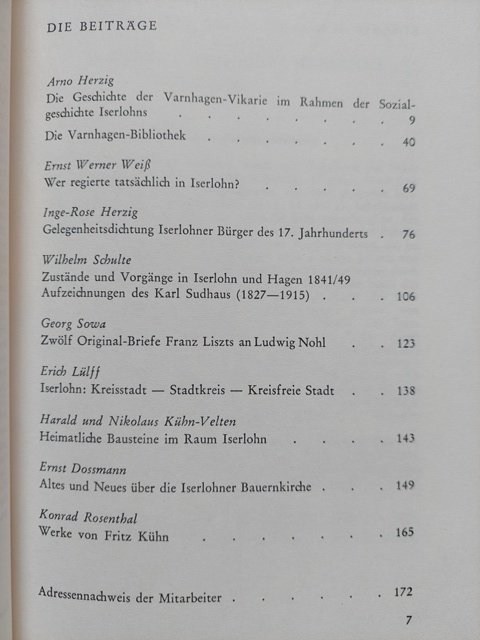 DIE BEITRÄGE
Arno Herzig
Die Geschichte der Varnhagen-Vikarie im Rahmen der Sozial-
geschichte Iserlohns . . . . . . . 9
Die Varnhagen-Bibliothek . . . . . . . 40
Ernst Werner Weiß
Wer regierte tatsächlich in Iserlohn? . . . . . 69
Inge-Rose Herzig
Gelegenheitsdichtung Iserlohner Bürger des 17. Jahrhunderts . 76
Wilhelm Schulte
Zustände und Vorgänge in Iserlohn und Hagen 1841/49
Aufzeichnungen des Karl Sudhaus (1827—1915) . . . 106
Georg Sowa
Zwölf Original-Briefe Franz Liszts an Ludwig Nohl . . 123
Erich Lülff
Iserlohn: Kreisstadt — Stadtkreis — Kreisfreie Stadt . . 138
Harald und Nikolaus Kühn-Velten
Heimatliche Bausteine im Raum Iserlohn . . . . 143
Ernst Dossmann
Altes und Neues über die Iserlohner Bauernkirche . . . 149
Konrad Rosenthal
Werke von Fritz Kühn . . . . . . . 165
Adressennachweis der Mitarbeiter . . . . . . 172
7